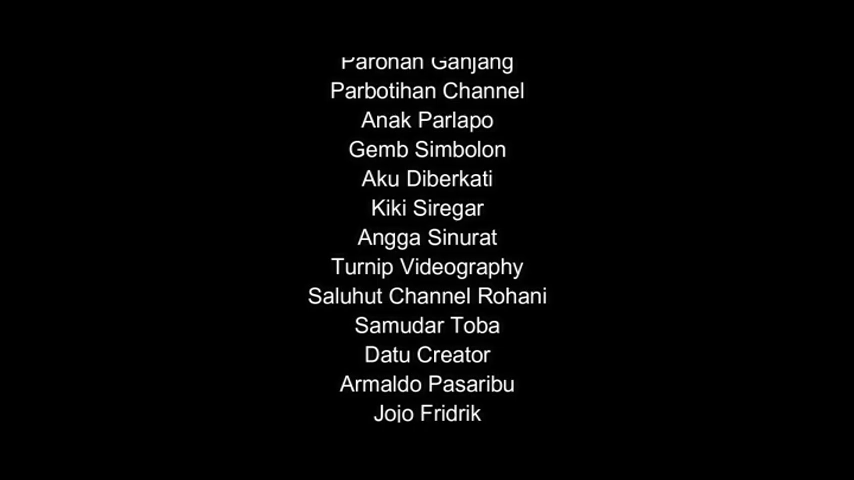 Paronan Ganjang
Parbotihan Channel
Anak Parlapo
Gemb Simbolon
Aku Diberkati
Kiki Siregar
Angga Sinurat
Turnip Videography
Saluhut Channel Rohani
Samudar Toba
Datu Creator
Armaldo Pasaribu
Jojo Fridrik